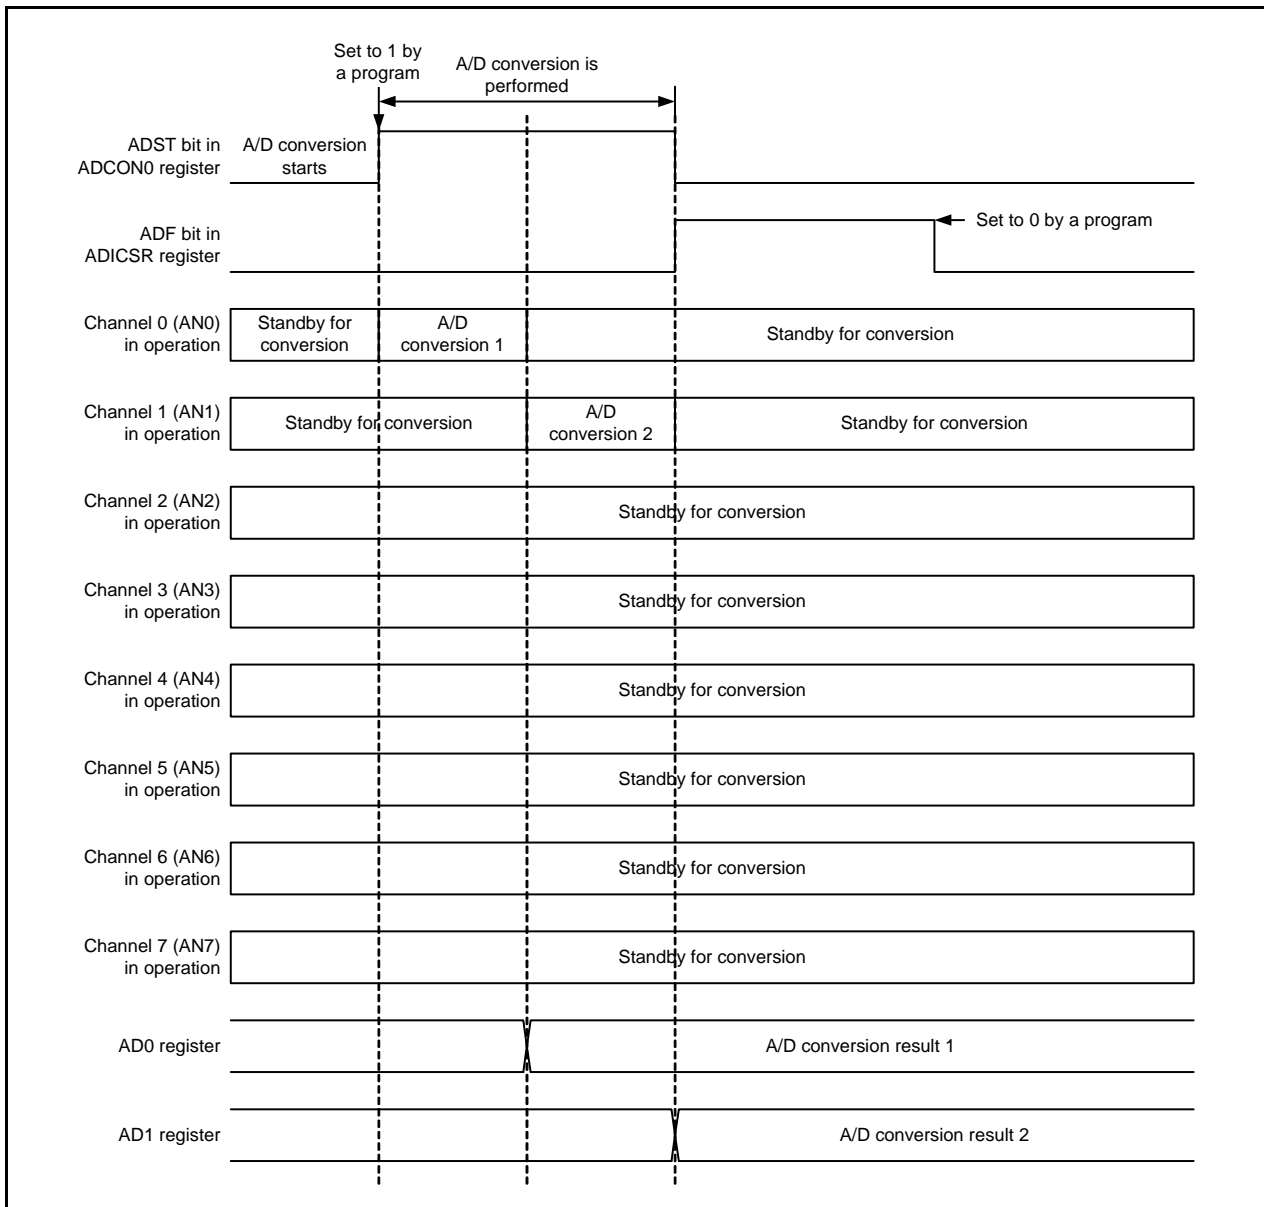 Set to 1 by
a program
A/D conversion is
performed
ADST bit in
ADCON0 register
A/D conversion
starts
ADF bit in
ADICSR register
Set to 0 by a program
Channel 0 (AN0)
in operation
Standby for
conversion
A/D
conversion 1
Standby for conversion
Channel 1 (AN1)
in operation
Standby for conversion
A/D
conversion 2
Standby for conversion
Channel 2 (AN2)
in operation
Standby for conversion
Channel 3 (AN3)
in operation
Standby for conversion
Channel 4 (AN4)
in operation
Standby for conversion
Channel 5 (AN5)
in operation
Standby for conversion
Channel 6 (AN6)
in operation
Standby for conversion
Channel 7 (AN7)
in operation
Standby for conversion
AD0 register
A/D conversion result 1
AD1 register
A/D conversion result 2